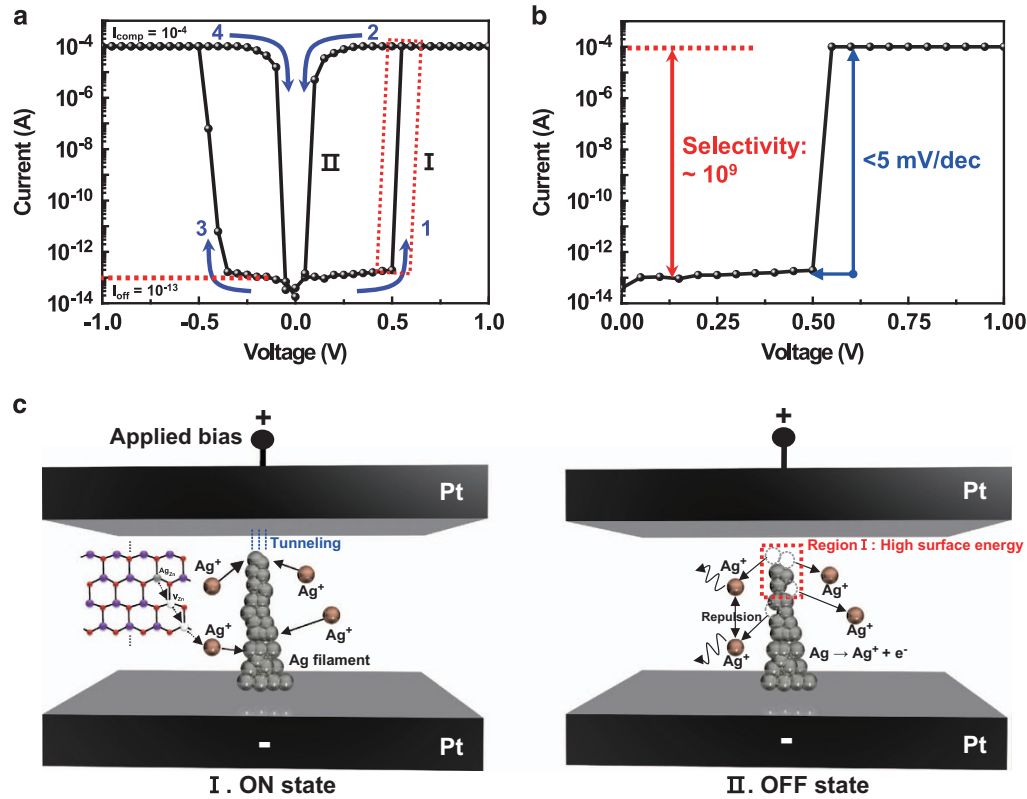 a
I_comp = 10^-4
4
2
10^-4
10^-6
10^-8
10^-10
10^-12
10^-14
Current (A)
II
I
3
1
I_off = 10^-13
-1.0
-0.5
0.0
0.5
1.0
Voltage (V)
b
10^-4
10^-6
10^-8
10^-10
10^-12
10^-14
Current (A)
Selectivity:
~ 10^9
<5 mV/dec
0.00
0.25
0.50
0.75
1.00
Voltage (V)
c
+
Applied bias
Pt
Tunneling
Ag_Zn
V_Zn
Ag+
Ag+
Ag+
Ag+
Ag filament
-
Pt
I. ON state
+
Pt
Region I : High surface energy
Ag+
Ag+
Repulsion
Ag+
Ag+
Ag → Ag+ + e-
-
Pt
II. OFF state